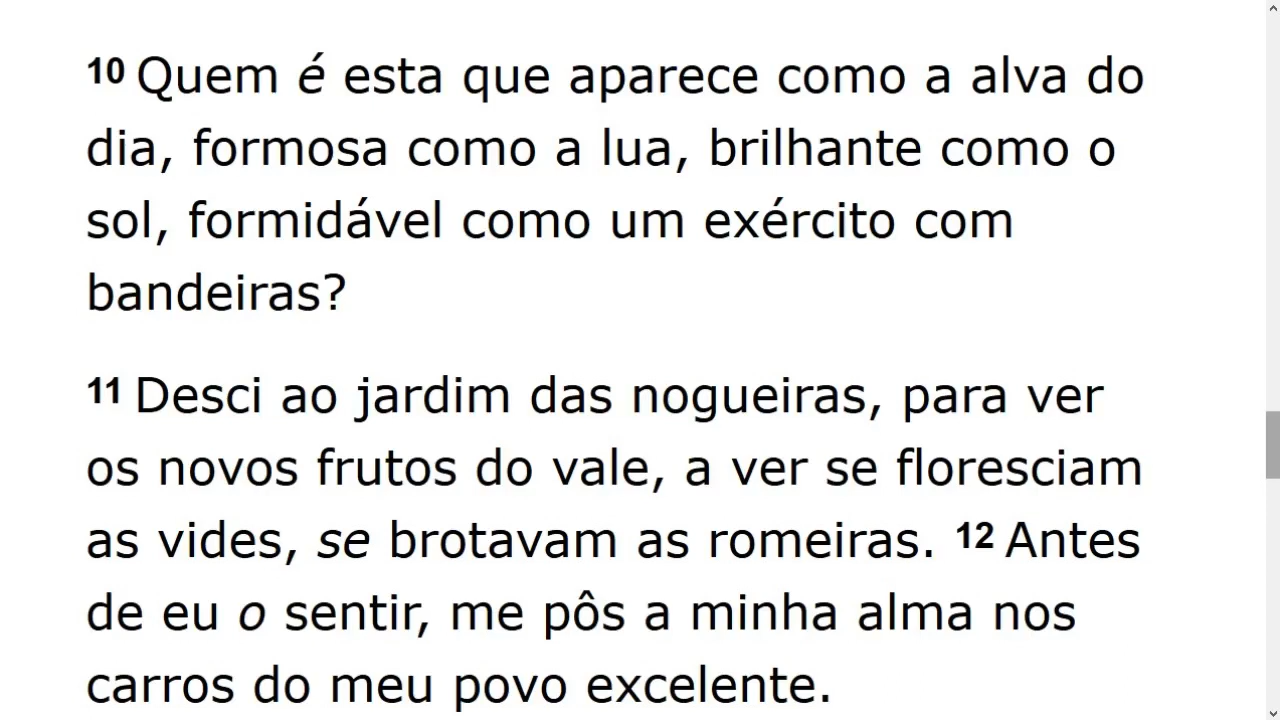 10 Quem é esta que aparece como a alva do
dia, formosa como a lua, brilhante como o
sol, formidável como um exército com
bandeiras?
11 Desci ao jardim das nogueiras, para ver
os novos frutos do vale, a ver se floresciam
as vides, se brotavam as romeiras. 12 Antes
de eu o sentir, me pôs a minha alma nos
carros do meu povo excelente.